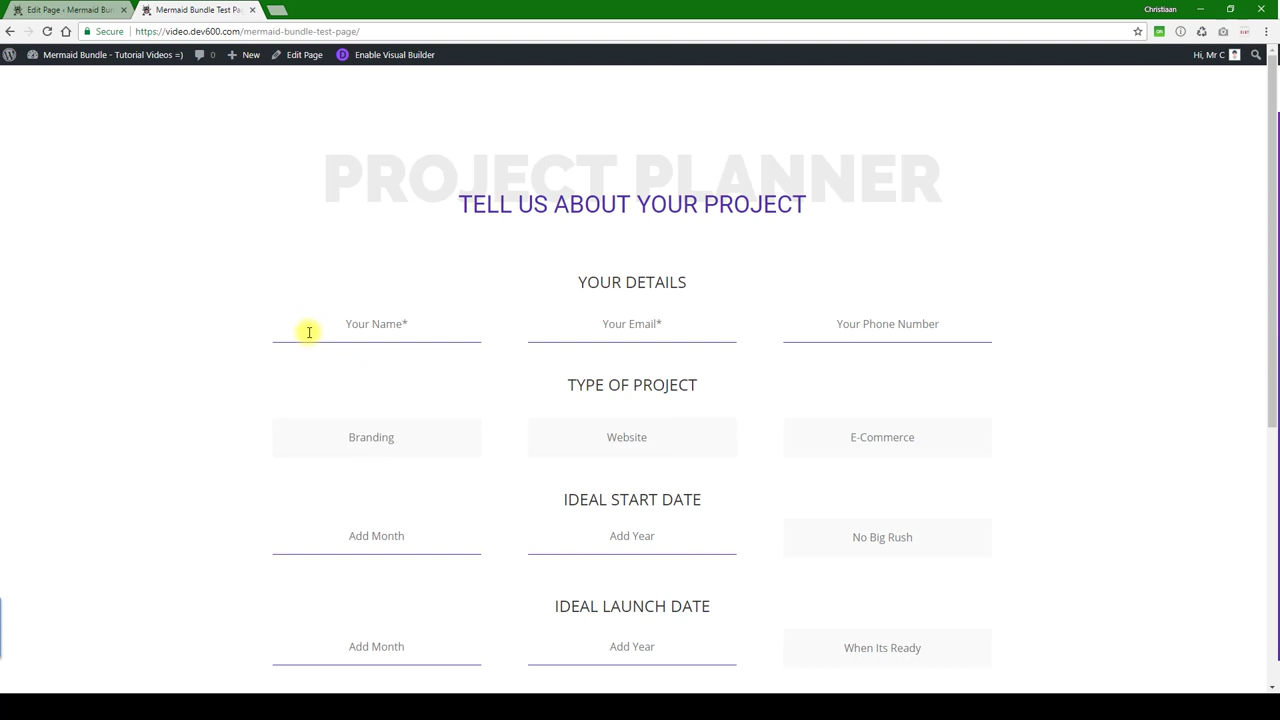 Edit Page ‹ Mermaid Bun
Mermaid Bundle Test Pa
Christiaan
Secure
https://video.dev600.com/mermaid-bundle-test-page/
Mermaid Bundle - Tutorial Videos =)
0
New
Edit Page
Enable Visual Builder
Hi, Mr C
PROJECT PLANNER
TELL US ABOUT YOUR PROJECT
YOUR DETAILS
Your Name*
Your Email*
Your Phone Number
TYPE OF PROJECT
Branding
Website
E-Commerce
IDEAL START DATE
Add Month
Add Year
No Big Rush
IDEAL LAUNCH DATE
Add Month
Add Year
When Its Ready